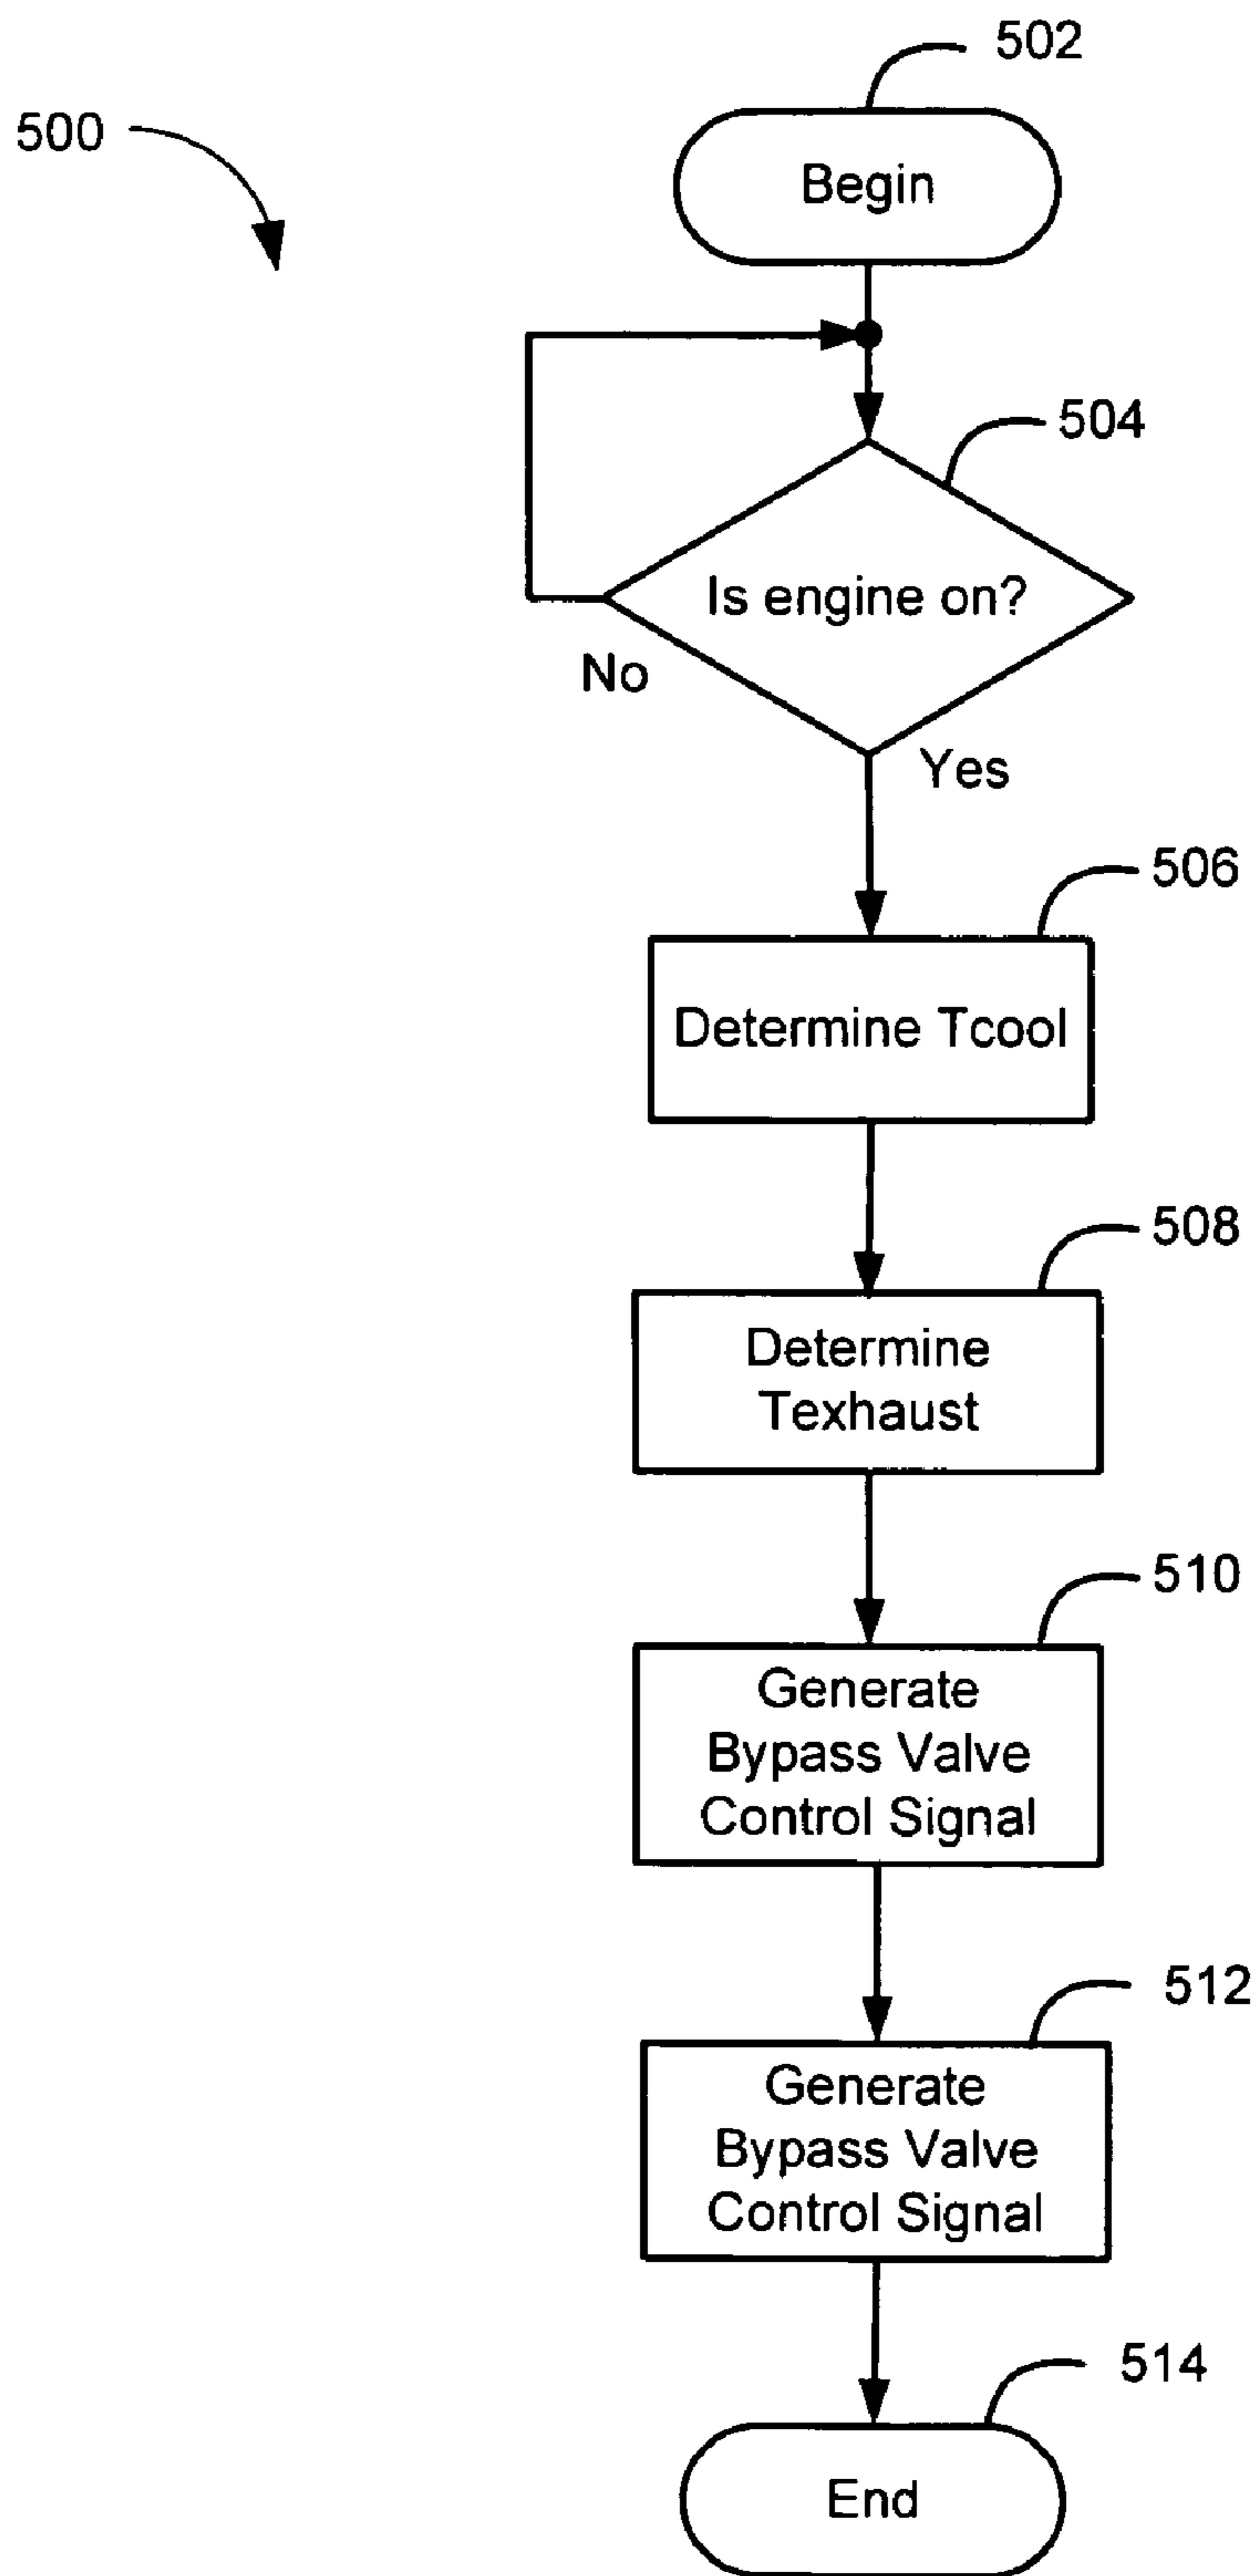 502
500
Begin
504
Is engine on?
No
Yes
506
Determine Tcool
508
Determine
Texhaust
510
Generate
Bypass Valve
Control Signal
512
Generate
Bypass Valve
Control Signal
514
End